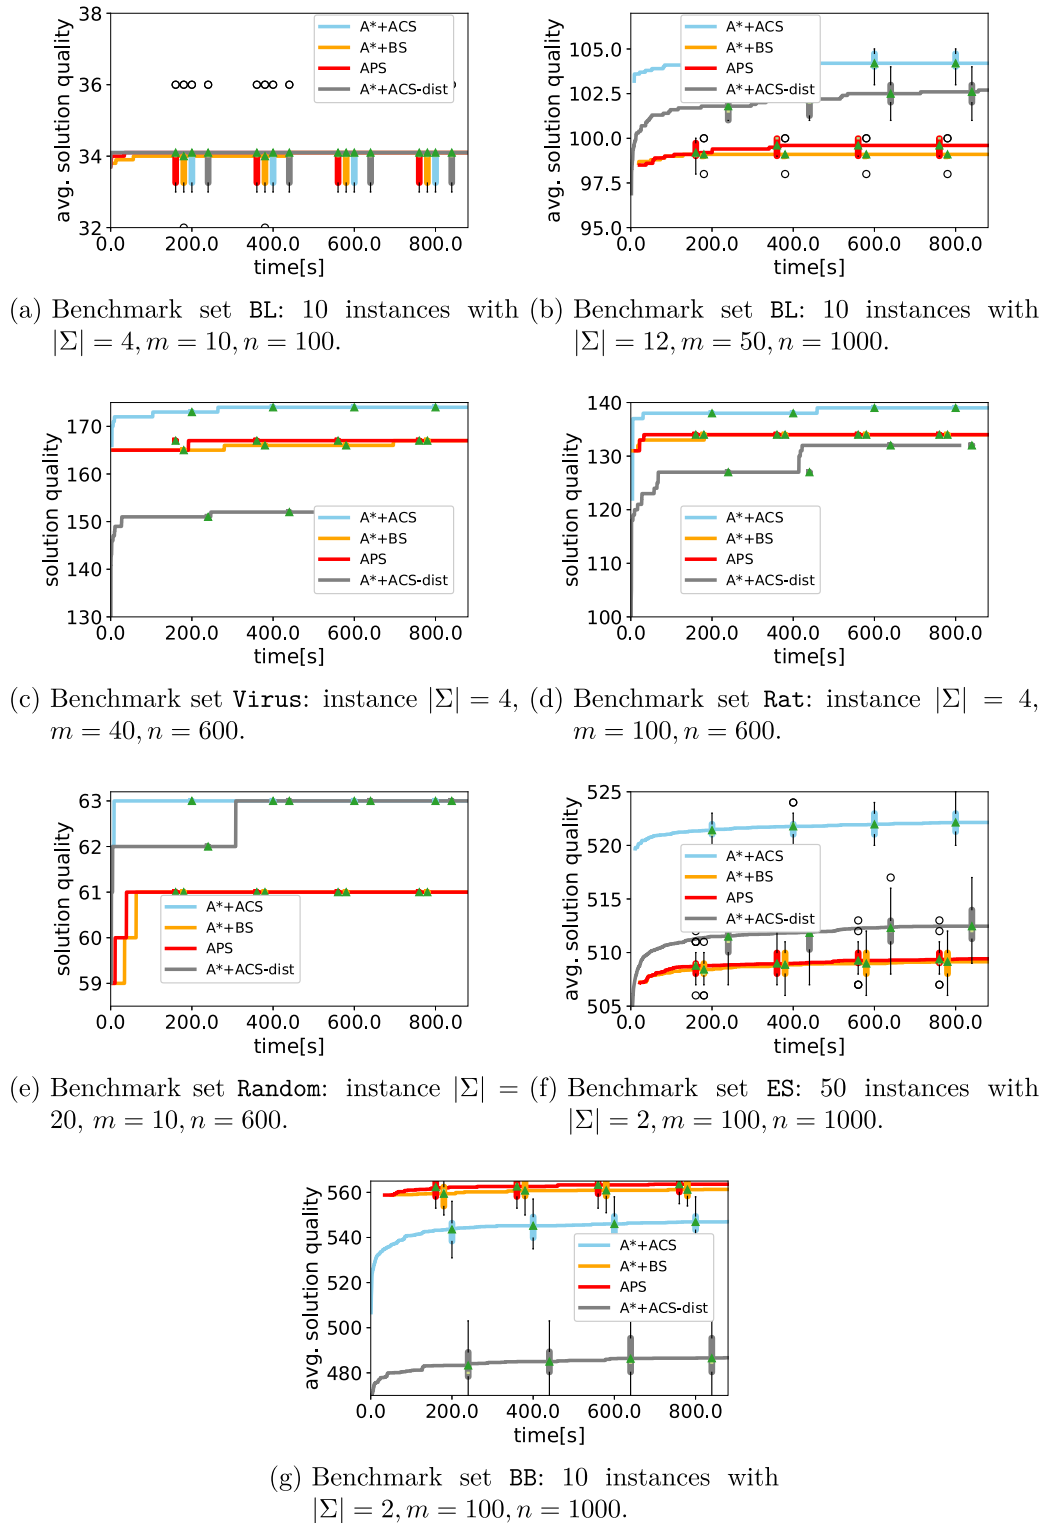 38
36
34
32
avg. solution quality
0.0 200.0 400.0 600.0 800.0
time[s]
A*+ACS
A*+BS
APS
A*+ACS-dist
105.0
102.5
100.0
97.5
95.0
avg. solution quality
0.0 200.0 400.0 600.0 800.0
time[s]
A*+ACS
A*+BS
APS
A*+ACS-dist
(a) Benchmark set BL: 10 instances with
|Σ| = 4, m = 10, n = 100.
(b) Benchmark set BL: 10 instances with
|Σ| = 12, m = 50, n = 1000.
170
160
150
140
130
solution quality
0.0 200.0 400.0 600.0 800.0
time[s]
A*+ACS
A*+BS
APS
A*+ACS-dist
140
130
120
110
100
solution quality
0.0 200.0 400.0 600.0 800.0
time[s]
A*+ACS
A*+BS
APS
A*+ACS-dist
(c) Benchmark set Virus: instance |Σ| = 4,
m = 40, n = 600.
(d) Benchmark set Rat: instance |Σ| = 4,
m = 100, n = 600.
63
62
61
60
59
solution quality
0.0 200.0 400.0 600.0 800.0
time[s]
A*+ACS
A*+BS
APS
A*+ACS-dist
525
520
515
510
505
avg. solution quality
0.0 200.0 400.0 600.0 800.0
time[s]
A*+ACS
A*+BS
APS
A*+ACS-dist
(e) Benchmark set Random: instance |Σ| =
20, m = 10, n = 600.
(f) Benchmark set ES: 50 instances with
|Σ| = 2, m = 100, n = 1000.
560
540
520
500
480
avg. solution quality
0.0 200.0 400.0 600.0 800.0
time[s]
A*+ACS
A*+BS
APS
A*+ACS-dist
(g) Benchmark set BB: 10 instances with
|Σ| = 2, m = 100, n = 1000.